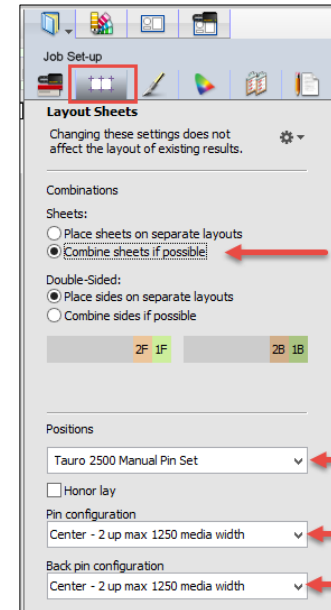 Job Set-up
Layout Sheets
Changing these settings does not
affect the layout of existing results.
Combinations
Sheets:
Place sheets on separate layouts
Combine sheets if possible
Double-Sided:
Place sides on separate layouts
Combine sides if possible
2F 1F 2B 1B
Positions
Tauro 2500 Manual Pin Set
Honor lay
Pin configuration
Center - 2 up max 1250 media width
Back pin configuration
Center - 2 up max 1250 media width